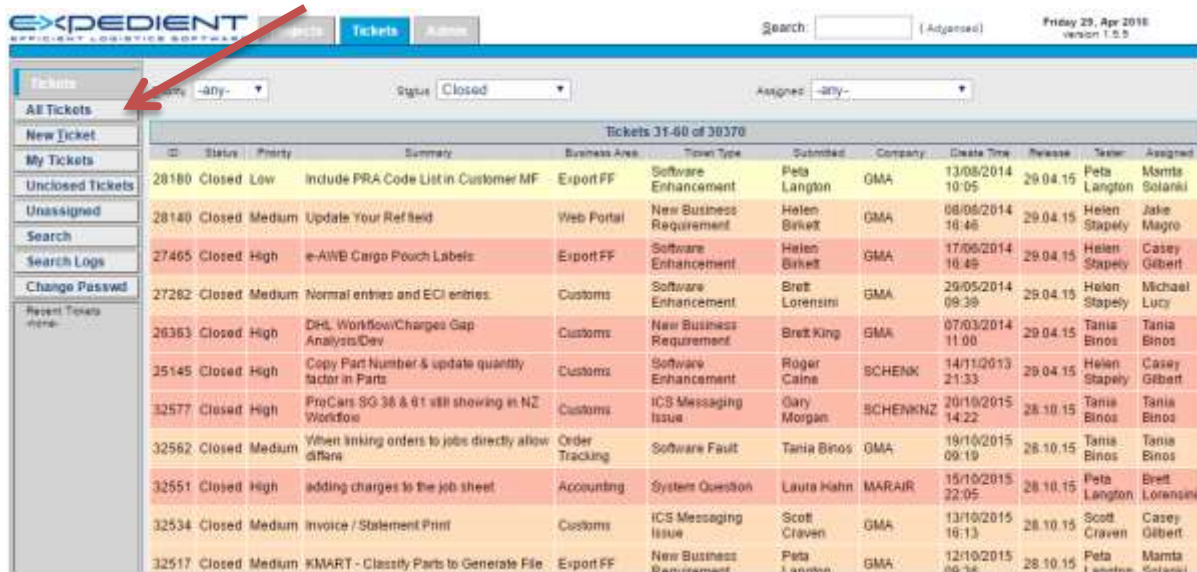 EXPEDIENT
EFFICIENT LOGISTICS SOFTWARE
Tickets
Admin
Search:
(Advanced)
Friday 29, Apr 2016
version 1.5.5
Tickets
All Tickets
New Ticket
My Tickets
Unclosed Tickets
Unassigned
Search
Search Logs
Change Passwd
Recent Tickets
-none-
-any-
Status Closed
Assigned -any-
Tickets 31-60 of 30370
ID Status Priority Summary Business Area Ticket Type Submitted Company Create Time Release Tester Assigned
28180 Closed Low Include PRA Code List in Customer MF Export FF Software Enhancement Peta Langton GMA 13/08/2014 10:05 29.04.15 Peta Langton Mamta Solanki
28140 Closed Medium Update Your Ref field Web Portal New Business Requirement Helen Birkett GMA 08/08/2014 16:46 29.04.15 Helen Stapely Jake Magro
27465 Closed High e-AWB Cargo Pouch Labels Export FF Software Enhancement Helen Birkett GMA 17/06/2014 16:49 29.04.15 Helen Stapely Casey Gilbert
27282 Closed Medium Normal entries and ECI entries. Customs Software Enhancement Brett Lorensini GMA 29/05/2014 09:39 29.04.15 Helen Stapely Michael Lucy
26363 Closed High DHL Workflow/Charges Gap Analysis/Dev Customs New Business Requirement Brett King GMA 07/03/2014 11:00 29.04.15 Tania Binos Tania Binos
25145 Closed High Copy Part Number & update quantity factor in Parts Customs Software Enhancement Roger Caine SCHENK 14/11/2013 21:33 29.04.15 Helen Stapely Casey Gilbert
32577 Closed High ProCars SG 38 & 61 still showing in NZ Workflow Customs ICS Messaging Issue Gary Morgan SCHENKNZ 20/10/2015 14:22 28.10.15 Tania Binos Tania Binos
32562 Closed Medium When linking orders to jobs directly allow differe Order Tracking Software Fault Tania Binos GMA 19/10/2015 09:19 28.10.15 Tania Binos Tania Binos
32551 Closed High adding charges to the job sheet Accounting System Question Laura Hahn MARAIR 15/10/2015 22:05 28.10.15 Peta Langton Brett Lorensini
32534 Closed Medium Invoice / Statement Print Customs ICS Messaging Issue Scott Craven GMA 13/10/2015 16:13 28.10.15 Scott Craven Casey Gilbert
32517 Closed Medium KMART - Classify Parts to Generate File Export FF New Business Requirement Peta Langton GMA 12/10/2015 28.10.15 Peta Langton Mamta Solanki